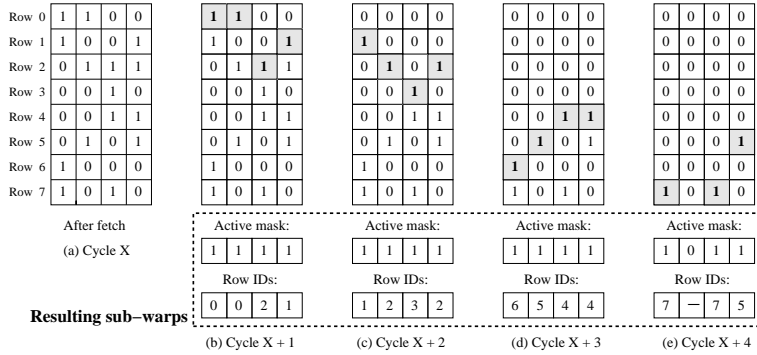 Row 0 1 1 0 0 1 1 0 0 0 0 0 0 0 0 0 0 0 0 0 0
Row 1 1 0 0 1 1 0 0 1 1 0 0 0 0 0 0 0 0 0 0 0
Row 2 0 1 1 1 0 1 1 1 0 1 0 1 0 0 0 0 0 0 0 0
Row 3 0 0 1 0 0 0 1 0 0 0 1 0 0 0 0 0 0 0 0 0
Row 4 0 0 1 1 0 0 1 1 0 0 1 1 0 0 1 1 0 0 0 0
Row 5 0 1 0 1 0 1 0 1 0 1 0 1 0 1 0 1 0 0 0 1
Row 6 1 0 0 0 1 0 0 0 1 0 0 0 1 0 0 0 0 0 0 0
Row 7 1 0 1 0 1 0 1 0 1 0 1 0 1 0 1 0 1 0 1 0
After fetch Active mask: Active mask: Active mask: Active mask:
(a) Cycle X 1 1 1 1 1 1 1 1 1 1 1 1 1 0 1 1
Row IDs: Row IDs: Row IDs: Row IDs:
Resulting sub−warps 0 0 2 1 1 2 3 2 6 5 4 4 7 — 7 5
(b) Cycle X + 1 (c) Cycle X + 2 (d) Cycle X + 3 (e) Cycle X + 4